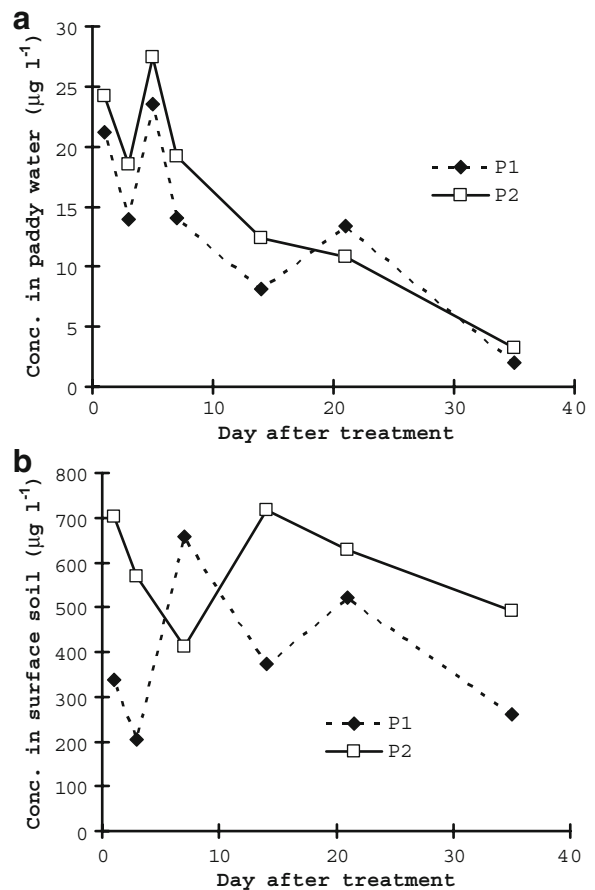 a
Conc. in paddy water (µg l⁻¹)
30
25
20
15
10
5
0
0 10 20 30 40
Day after treatment
P1
P2
b
Conc. in surface soil (µg l⁻¹)
800
700
600
500
400
300
200
100
0
0 10 20 30 40
Day after treatment
P1
P2